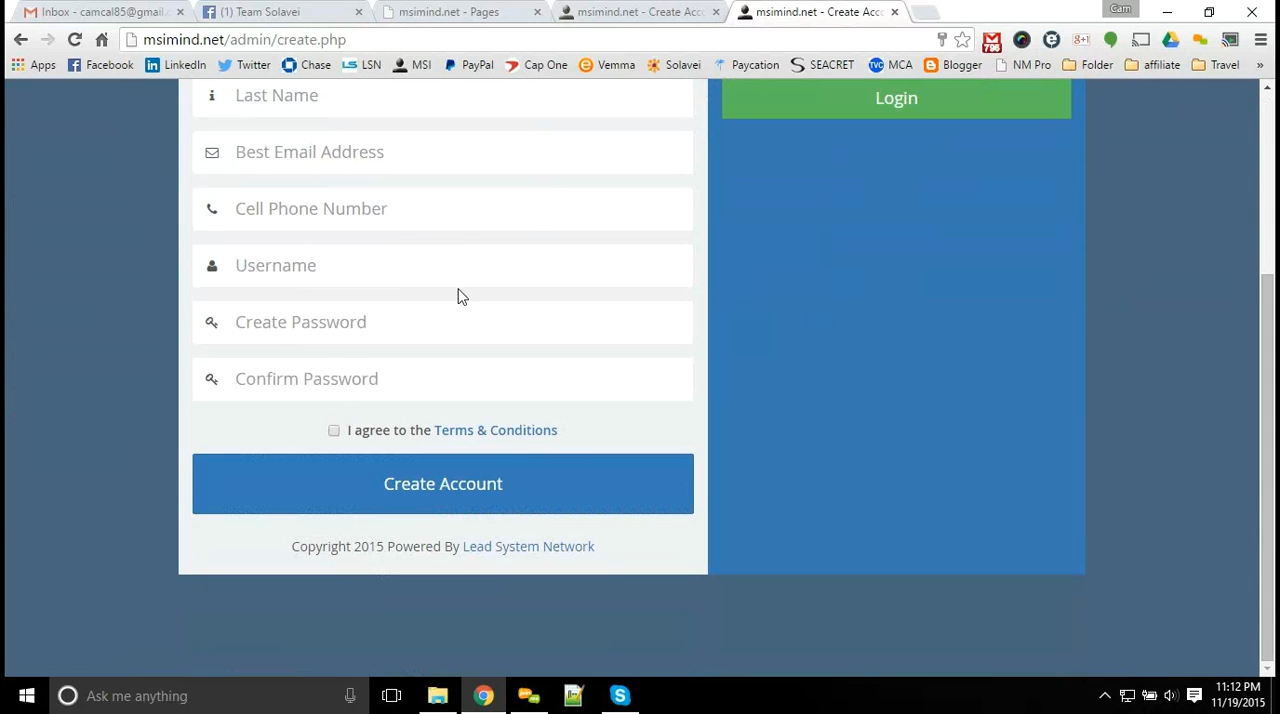 Inbox - camcal85@gmail.c
(1) Team Solavei
msimind.net - Pages
msimind.net - Create Acco
msimind.net - Create Acco
Cam
msimind.net/admin/create.php
796
Apps Facebook LinkedIn Twitter Chase LSN MSI PayPal Cap One Vemma Solavei Paycation SEACRET MCA Blogger NM Pro Folder affiliate Travel »
Last Name
Login
Best Email Address
Cell Phone Number
Username
Create Password
Confirm Password
I agree to the Terms & Conditions
Create Account
Copyright 2015 Powered By Lead System Network
Ask me anything
11:12 PM
11/19/2015